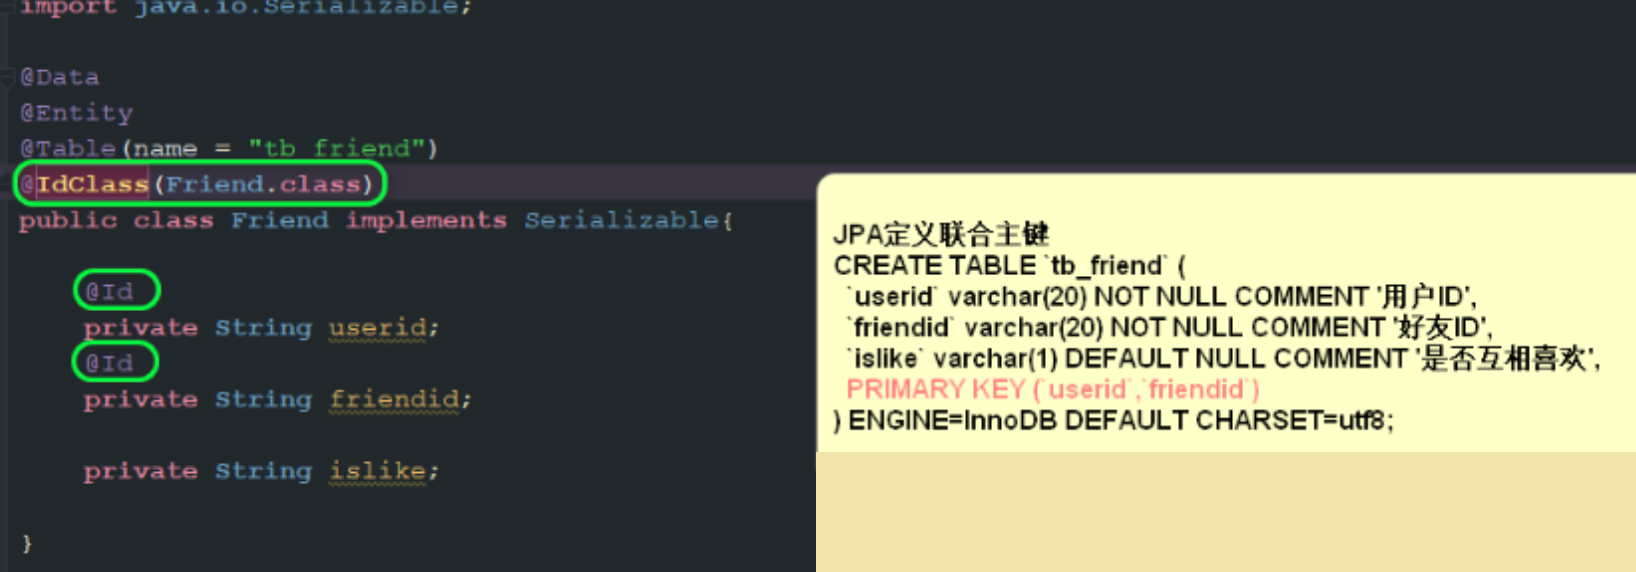 import java.io.Serializable;
@Data
@Entity
@Table(name = "tb_friend")
@IdClass(Friend.class)
public class Friend implements Serializable{
@Id
private String userid;
@Id
private String friendid;
private String islike;
}
JPA定义联合主键
CREATE TABLE `tb_friend` (
`userid` varchar(20) NOT NULL COMMENT '用户ID',
`friendid` varchar(20) NOT NULL COMMENT '好友ID',
`islike` varchar(1) DEFAULT NULL COMMENT '是否互相喜欢',
PRIMARY KEY (`userid`,`friendid`)
) ENGINE=InnoDB DEFAULT CHARSET=utf8;